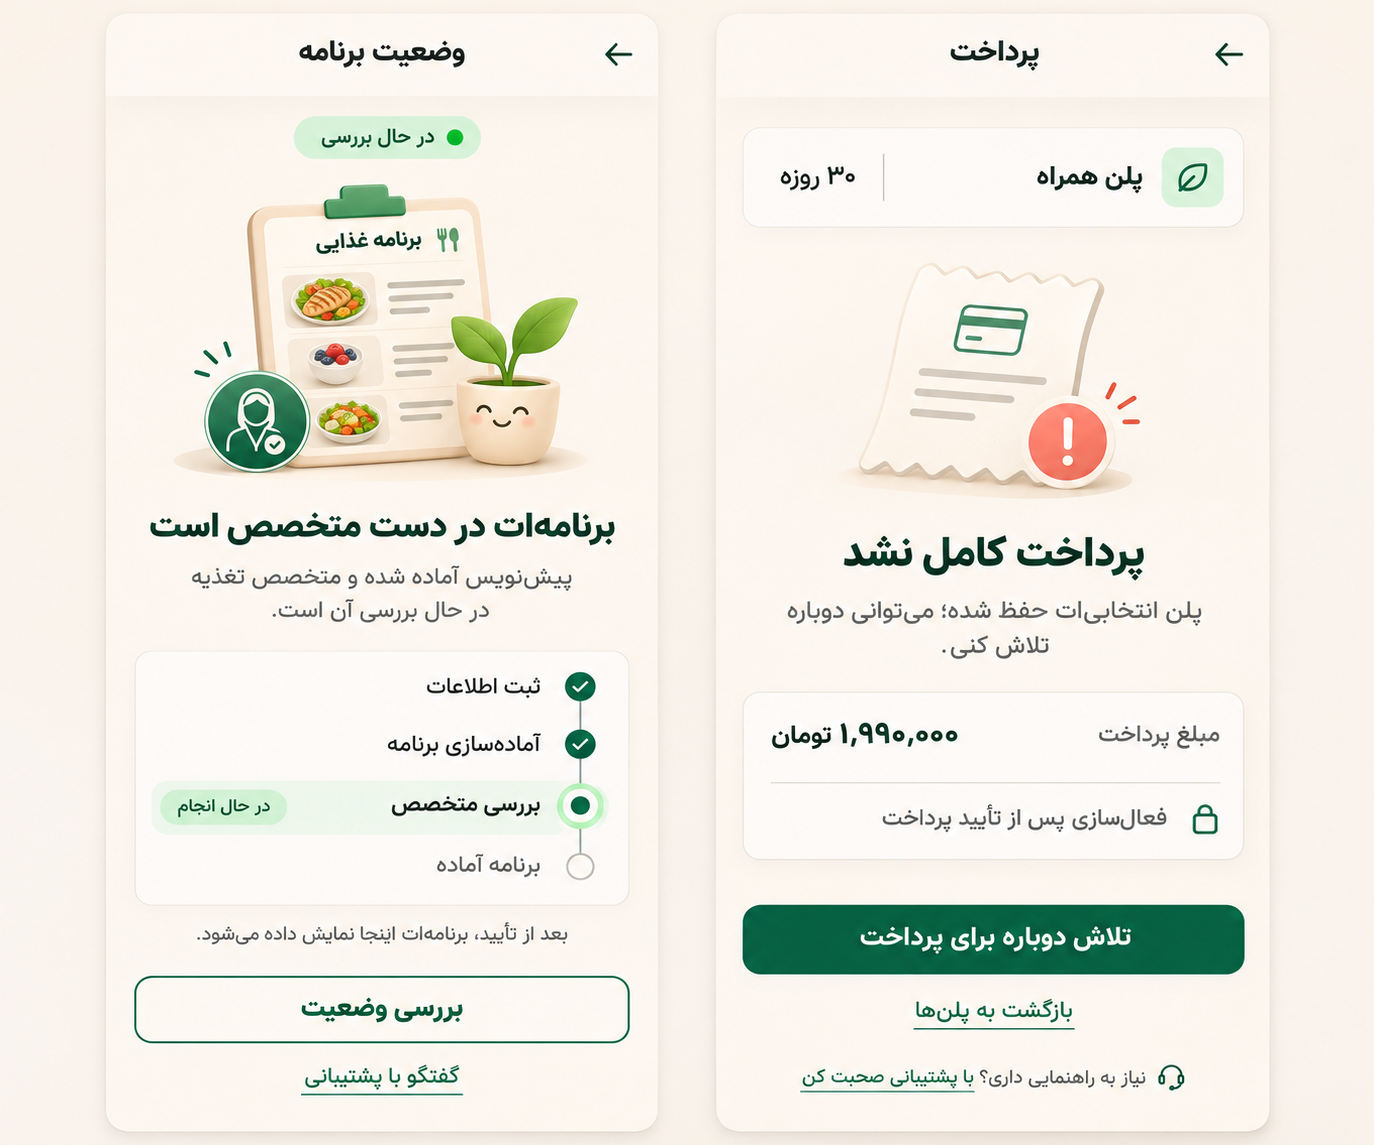 پرداخت
پلن همراه
۳۰ روزه
پرداخت کامل نشد
پلن انتخابی‌ات حفظ شده؛ می‌توانی دوباره
تلاش کنی.
مبلغ پرداخت
۱,۹۹۰,۰۰۰ تومان
فعال‌سازی پس از تأیید پرداخت
تلاش دوباره برای پرداخت
بازگشت به پلن‌ها
نیاز به راهنمایی داری؟ با پشتیبانی صحبت کن
وضعیت برنامه
در حال بررسی
برنامه غذایی
برنامه‌ات در دست متخصص است
پیش‌نویس آماده شده و متخصص تغذیه
در حال بررسی آن است.
ثبت اطلاعات
آماده‌سازی برنامه
بررسی متخصص
در حال انجام
برنامه آماده
بعد از تأیید، برنامه‌ات اینجا نمایش داده می‌شود.
بررسی وضعیت
گفتگو با پشتیبانی